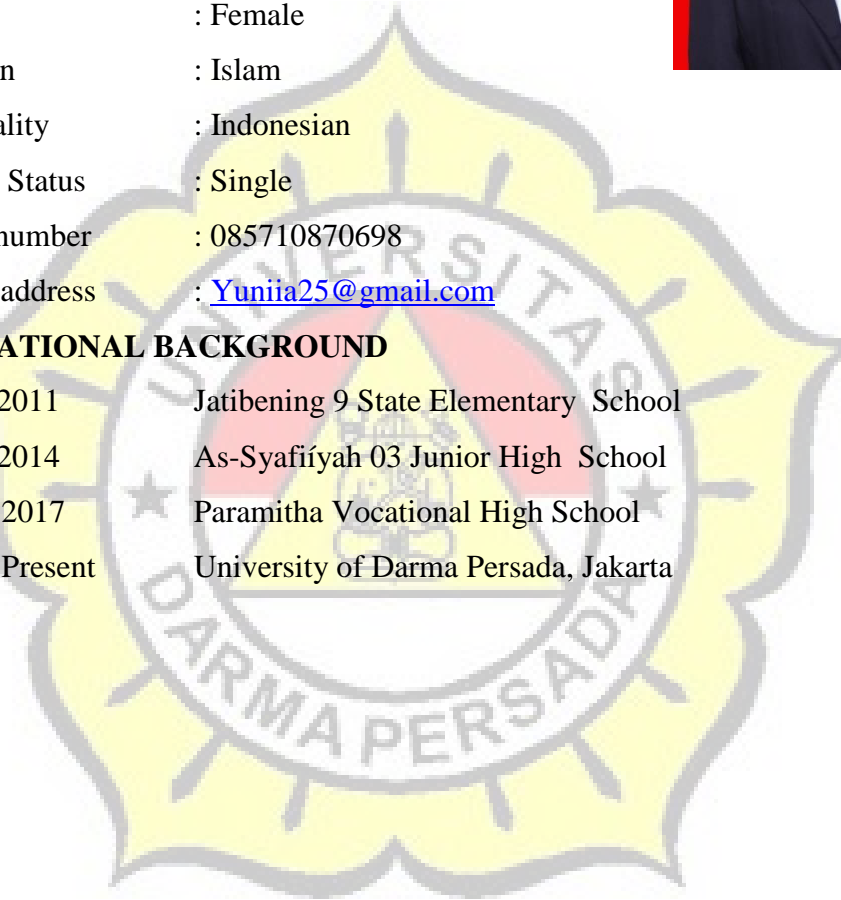 : Female
n : Islam
ality : Indonesian
Status : Single
number : 085710870698
address : Yuniia25@gmail.com
ATIONAL BACKGROUND
2011 Jatibening 9 State Elementary School
2014 As-Syafiíyah 03 Junior High School
2017 Paramitha Vocational High School
Present University of Darma Persada, Jakarta
UNIVERSITAS
DARMA PERSADA